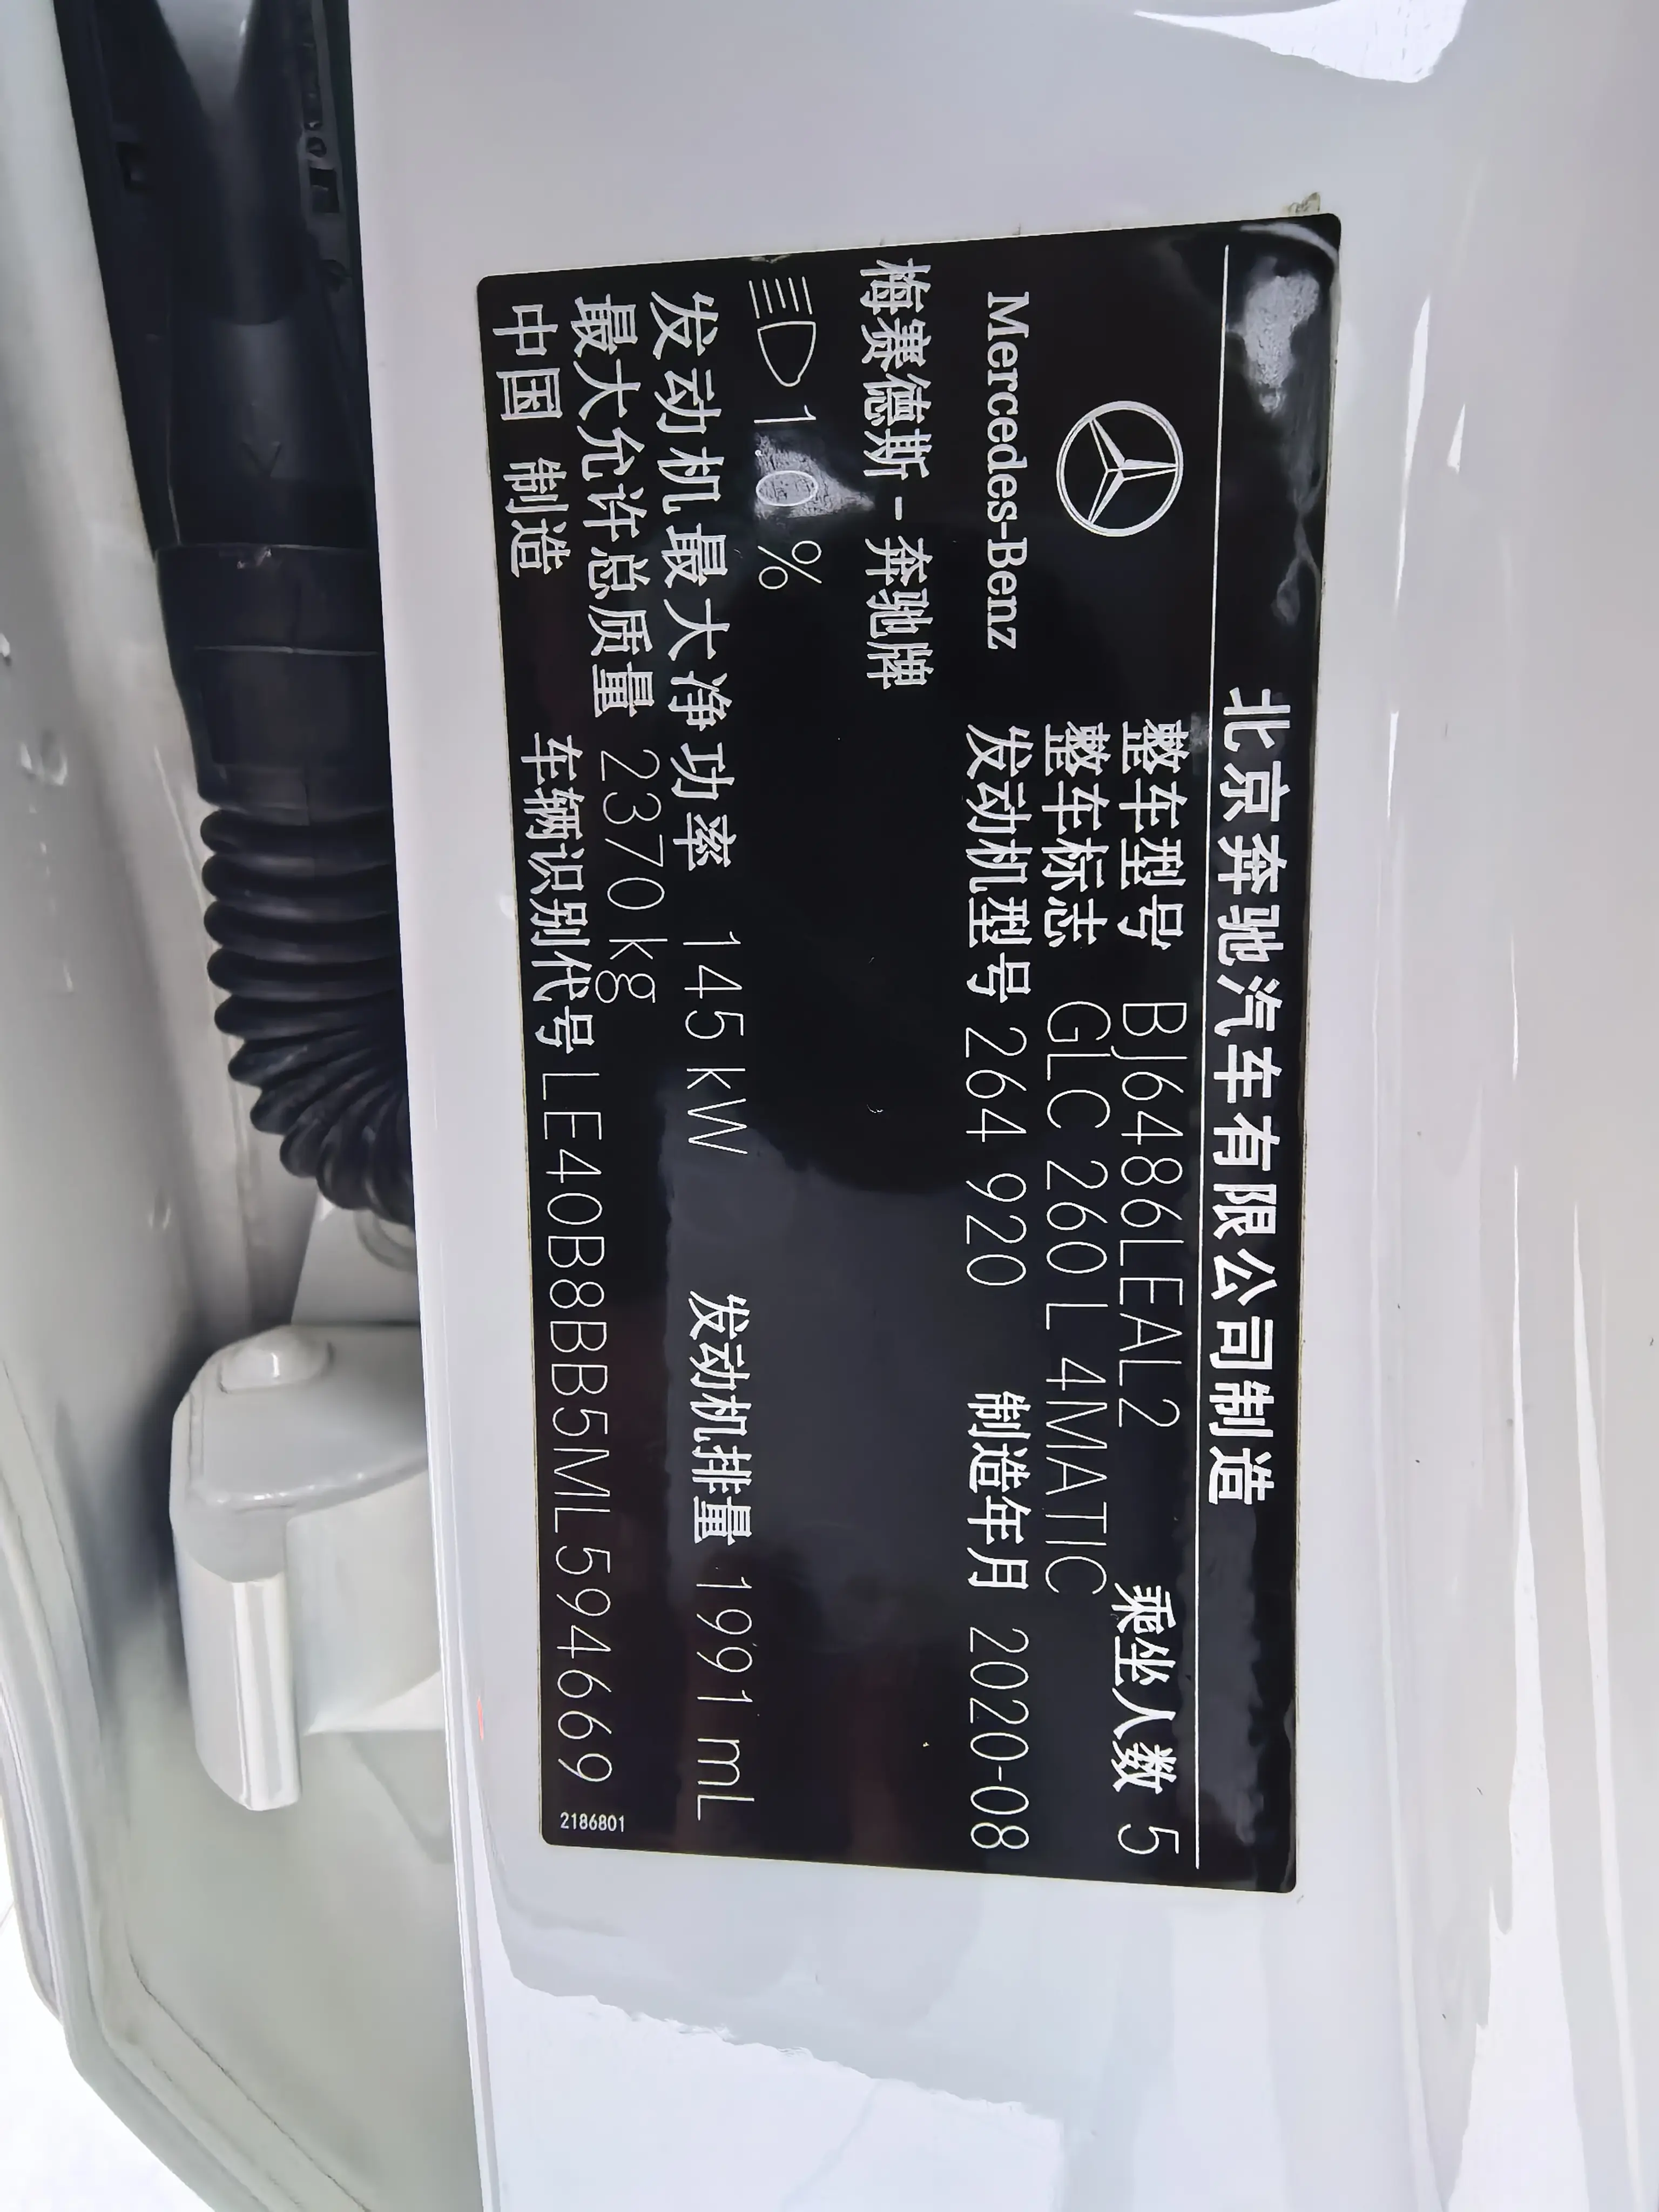 北京奔驰汽车有限公司制造
整车型号 BJ6486LEAL2 乘坐人数 5
整车标志 GLC 260 L 4MATIC
Mercedes-Benz
发动机型号 264 920 制造年月 2020-08
梅赛德斯-奔驰牌
1.0 %
发动机最大净功率 145 kW 发动机排量 1991 mL
最大允许总质量 2370 kg
中国 制造 车辆识别代号 LE40B8BB5ML594669
2186801